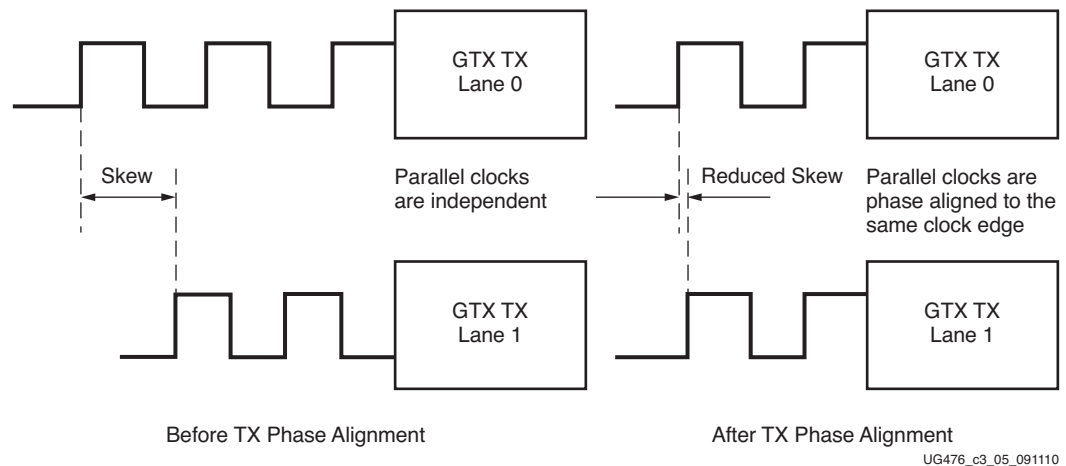 GTX TX
Lane 0
GTX TX
Lane 0
Skew
Parallel clocks
are independent
Reduced Skew
Parallel clocks are
phase aligned to the
same clock edge
GTX TX
Lane 1
GTX TX
Lane 1
Before TX Phase Alignment
After TX Phase Alignment
UG476_c3_05_091110